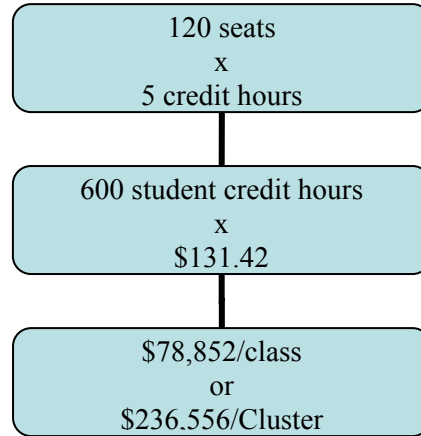 120 seats
x
5 credit hours
600 student credit hours
x
$131.42
$78,852/class
or
$236,556/Cluster